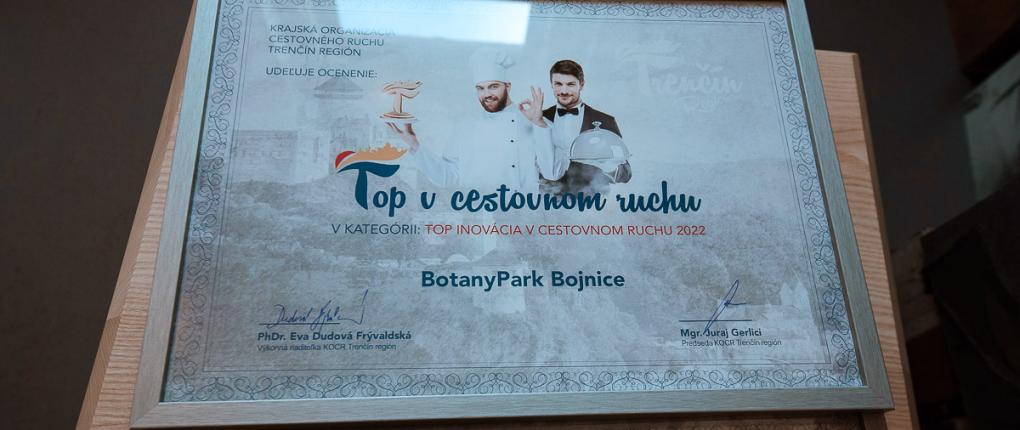 KRAJSKÁ ORGANIZÁCIA
CESTOVNÉHO RUCHU
TRENČÍN REGIÓN
UDEĽUJE OCENENIE:
Trenčín
Top v cestovnom ruchu
V KATEGÓRII: TOP INOVÁCIA V CESTOVNOM RUCHU 2022
BotanyPark Bojnice
PhDr. Eva Dudová Frývaldská
Výkonná riaditeľka KOCR Trenčín región
Mgr. Juraj Gerlici
Predseda KOCR Trenčín región